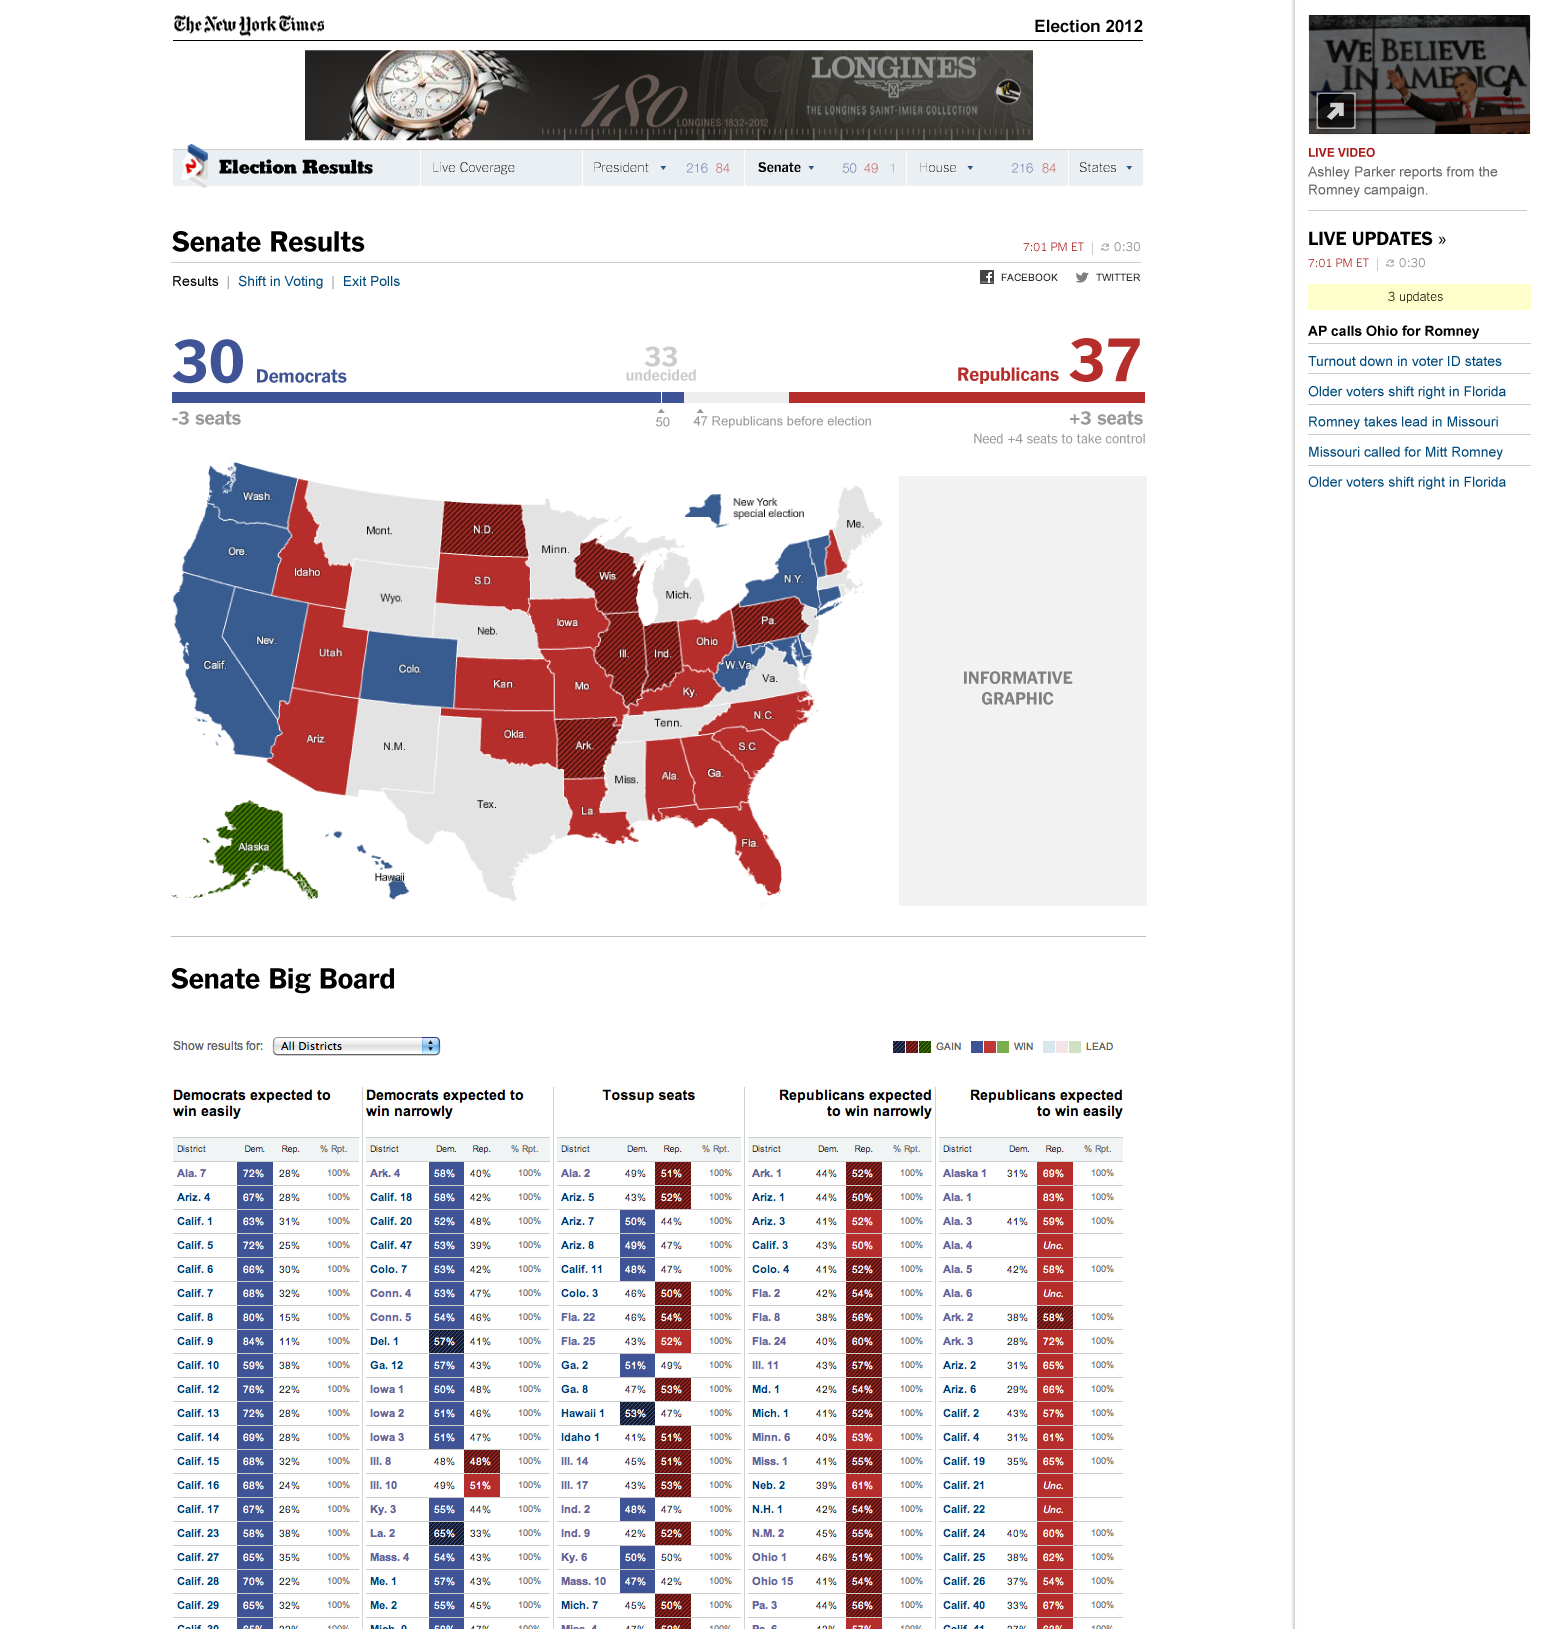 The New York Times
Election 2012
LONGINES
180
LONGINES 1832-2012
THE LONGINES SAINT-IMIER COLLECTION
Election Results
Live Coverage
President 216 84
Senate 50 49 1
House 216 84
States
Senate Results
7:01 PM ET | 0:30
Results | Shift in Voting | Exit Polls
FACEBOOK TWITTER
30 Democrats
33
undecided
Republicans 37
-3 seats
50
47 Republicans before election
+3 seats
Need +4 seats to take control
Wash.
Ore.
Calif.
Nev.
Idaho
Mont.
Wyo.
Utah
Colo.
Ariz.
N.M.
N.D.
S.D.
Neb.
Kan.
Okla.
Tex.
Minn.
Iowa
Mo.
Ark.
La.
Wis.
Ill.
Ind.
Mich.
Ohio
Ky.
Tenn.
Miss.
Ala.
Ga.
Fla.
S.C.
N.C.
Va.
W.Va.
Pa.
N.Y.
Me.
New York
special election
Alaska
Hawaii
INFORMATIVE
GRAPHIC
Senate Big Board
Show results for: All Districts
GAIN WIN LEAD
Democrats expected to
win easily
District Dem. Rep. % Rpt.
Ala. 7 72% 28% 100%
Ariz. 4 67% 28% 100%
Calif. 1 63% 31% 100%
Calif. 5 72% 25% 100%
Calif. 6 66% 30% 100%
Calif. 7 68% 32% 100%
Calif. 8 80% 15% 100%
Calif. 9 84% 11% 100%
Calif. 10 59% 38% 100%
Calif. 12 76% 22% 100%
Calif. 13 72% 28% 100%
Calif. 14 69% 28% 100%
Calif. 15 68% 32% 100%
Calif. 16 68% 24% 100%
Calif. 17 67% 26% 100%
Calif. 23 58% 38% 100%
Calif. 27 65% 35% 100%
Calif. 28 70% 22% 100%
Calif. 29 65% 32% 100%
Democrats expected to
win narrowly
District Dem. Rep. % Rpt.
Ark. 4 58% 40% 100%
Calif. 18 58% 42% 100%
Calif. 20 52% 48% 100%
Calif. 47 53% 39% 100%
Colo. 7 53% 42% 100%
Conn. 4 53% 47% 100%
Conn. 5 54% 46% 100%
Del. 1 57% 41% 100%
Ga. 12 57% 43% 100%
Iowa 1 50% 48% 100%
Iowa 2 51% 46% 100%
Iowa 3 51% 47% 100%
Ill. 8 48% 48% 100%
Ill. 10 49% 51% 100%
Ky. 3 55% 44% 100%
La. 2 65% 33% 100%
Mass. 4 54% 43% 100%
Me. 1 57% 43% 100%
Me. 2 55% 45% 100%
Tossup seats
District Dem. Rep. % Rpt.
Ala. 2 49% 51% 100%
Ariz. 5 43% 52% 100%
Ariz. 7 50% 44% 100%
Ariz. 8 49% 47% 100%
Calif. 11 48% 47% 100%
Colo. 3 46% 50% 100%
Fla. 22 46% 54% 100%
Fla. 25 43% 52% 100%
Ga. 2 51% 49% 100%
Ga. 8 47% 53% 100%
Hawaii 1 53% 47% 100%
Idaho 1 41% 51% 100%
Ill. 14 45% 51% 100%
Ill. 17 43% 53% 100%
Ind. 2 48% 47% 100%
Ind. 9 42% 52% 100%
Ky. 6 50% 50% 100%
Mass. 10 47% 42% 100%
Mich. 7 45% 50% 100%
Republicans expected
to win narrowly
District Dem. Rep. % Rpt.
Ark. 1 44% 52% 100%
Ariz. 1 44% 50% 100%
Ariz. 3 41% 52% 100%
Calif. 3 43% 50% 100%
Colo. 4 41% 52% 100%
Fla. 2 42% 54% 100%
Fla. 8 38% 56% 100%
Fla. 24 40% 60% 100%
Ill. 11 43% 57% 100%
Md. 1 42% 54% 100%
Mich. 1 41% 52% 100%
Minn. 6 40% 53% 100%
Miss. 1 41% 55% 100%
Neb. 2 39% 61% 100%
N.H. 1 42% 54% 100%
N.M. 2 45% 55% 100%
Ohio 1 46% 51% 100%
Ohio 15 41% 54% 100%
Pa. 3 44% 56% 100%
Republicans expected
to win easily
District Dem. Rep. % Rpt.
Alaska 1 31% 69% 100%
Ala. 1 83% 100%
Ala. 3 41% 59% 100%
Ala. 4 Unc.
Ala. 5 42% 58% 100%
Ala. 6 Unc.
Ark. 2 38% 58% 100%
Ark. 3 28% 72% 100%
Ariz. 2 31% 65% 100%
Ariz. 6 29% 66% 100%
Calif. 2 43% 57% 100%
Calif. 4 31% 61% 100%
Calif. 19 35% 65% 100%
Calif. 21 Unc.
Calif. 22 Unc.
Calif. 24 40% 60% 100%
Calif. 25 38% 62% 100%
Calif. 26 37% 54% 100%
Calif. 40 33% 67% 100%
WE BELIEVE
IN AMERICA
LIVE VIDEO
Ashley Parker reports from the
Romney campaign.
LIVE UPDATES »
7:01 PM ET | 0:30
3 updates
AP calls Ohio for Romney
Turnout down in voter ID states
Older voters shift right in Florida
Romney takes lead in Missouri
Missouri called for Mitt Romney
Older voters shift right in Florida